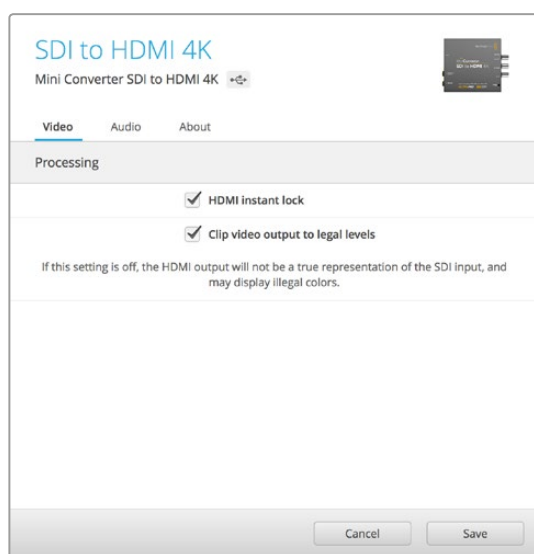 SDI to HDMI 4K
Mini Converter SDI to HDMI 4K
Video Audio About
Processing
HDMI instant lock
Clip video output to legal levels
If this setting is off, the HDMI output will not be a true representation of the SDI input, and
may display illegal colors.
Cancel Save